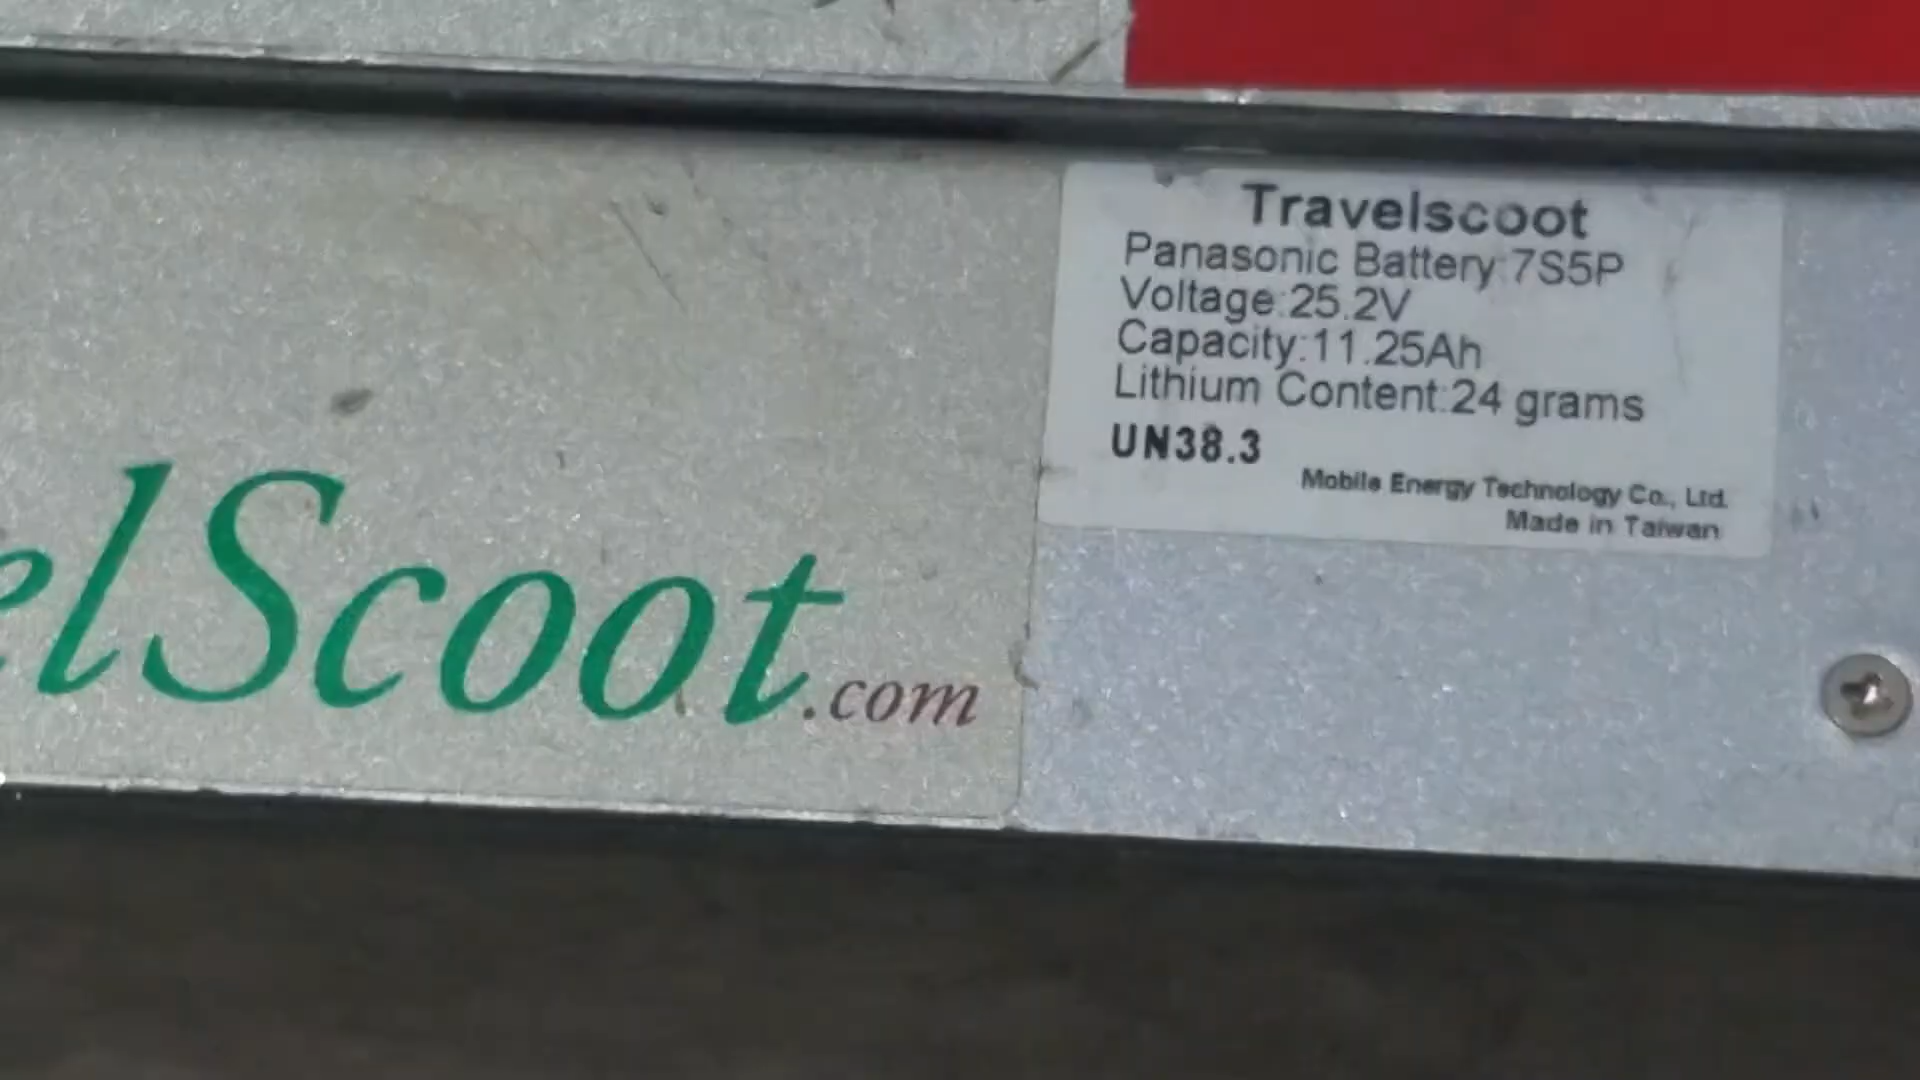 Travelscoot
Panasonic Battery:7S5P
Voltage:25.2V
Capacity:11.25Ah
Lithium Content:24 grams
UN38.3
Mobile Energy Technology Co., Ltd.
Made in Taiwan
elScoot.com